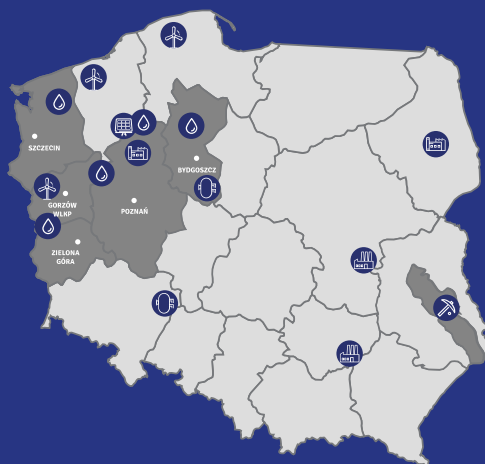 SZCZECIN
BYDGOSZCZ
GORZÓW
WLKP
POZNAŃ
ZIELONA
GÓRA